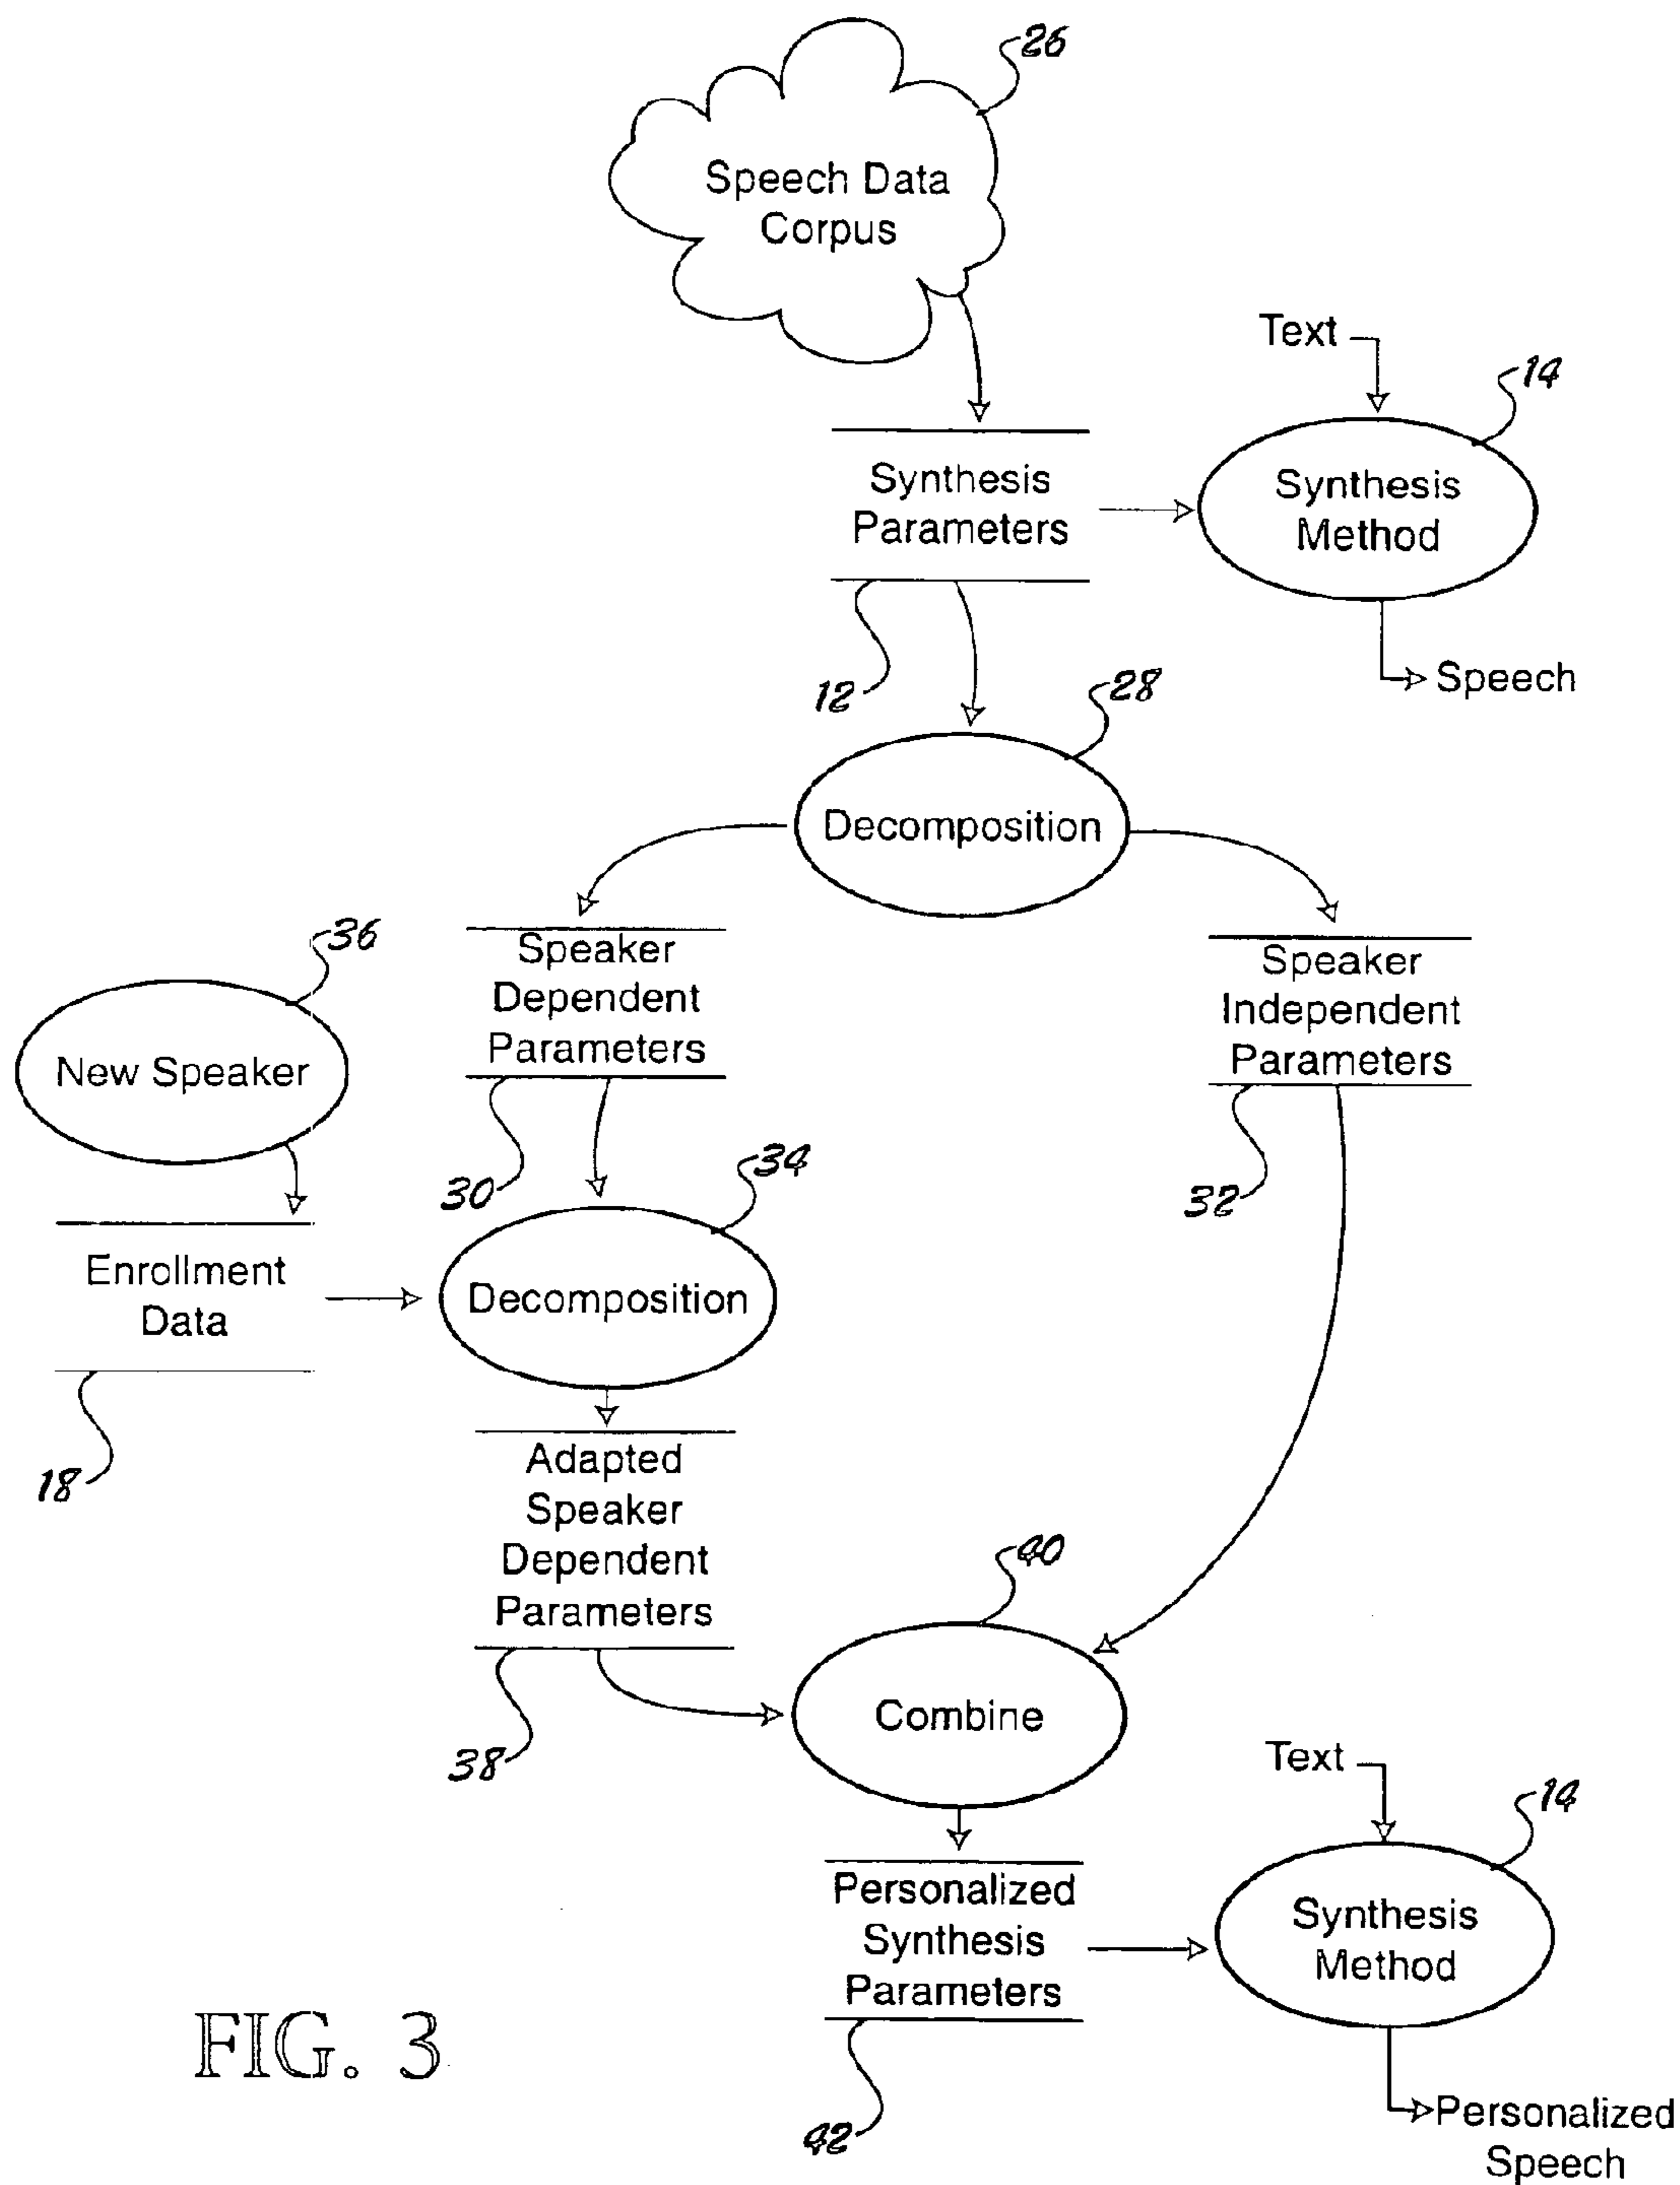 26
Speech Data
Corpus
Text
14
Synthesis
Parameters
Synthesis
Method
12
Speech
28
Decomposition
36
New Speaker
Speaker
Dependent
Parameters
Speaker
Independent
Parameters
30
34
32
Enrollment
Data
Decomposition
18
Adapted
Speaker
Dependent
Parameters
40
38
Combine
Text
14
Personalized
Synthesis
Parameters
Synthesis
Method
42
Personalized
Speech
FIG. 3